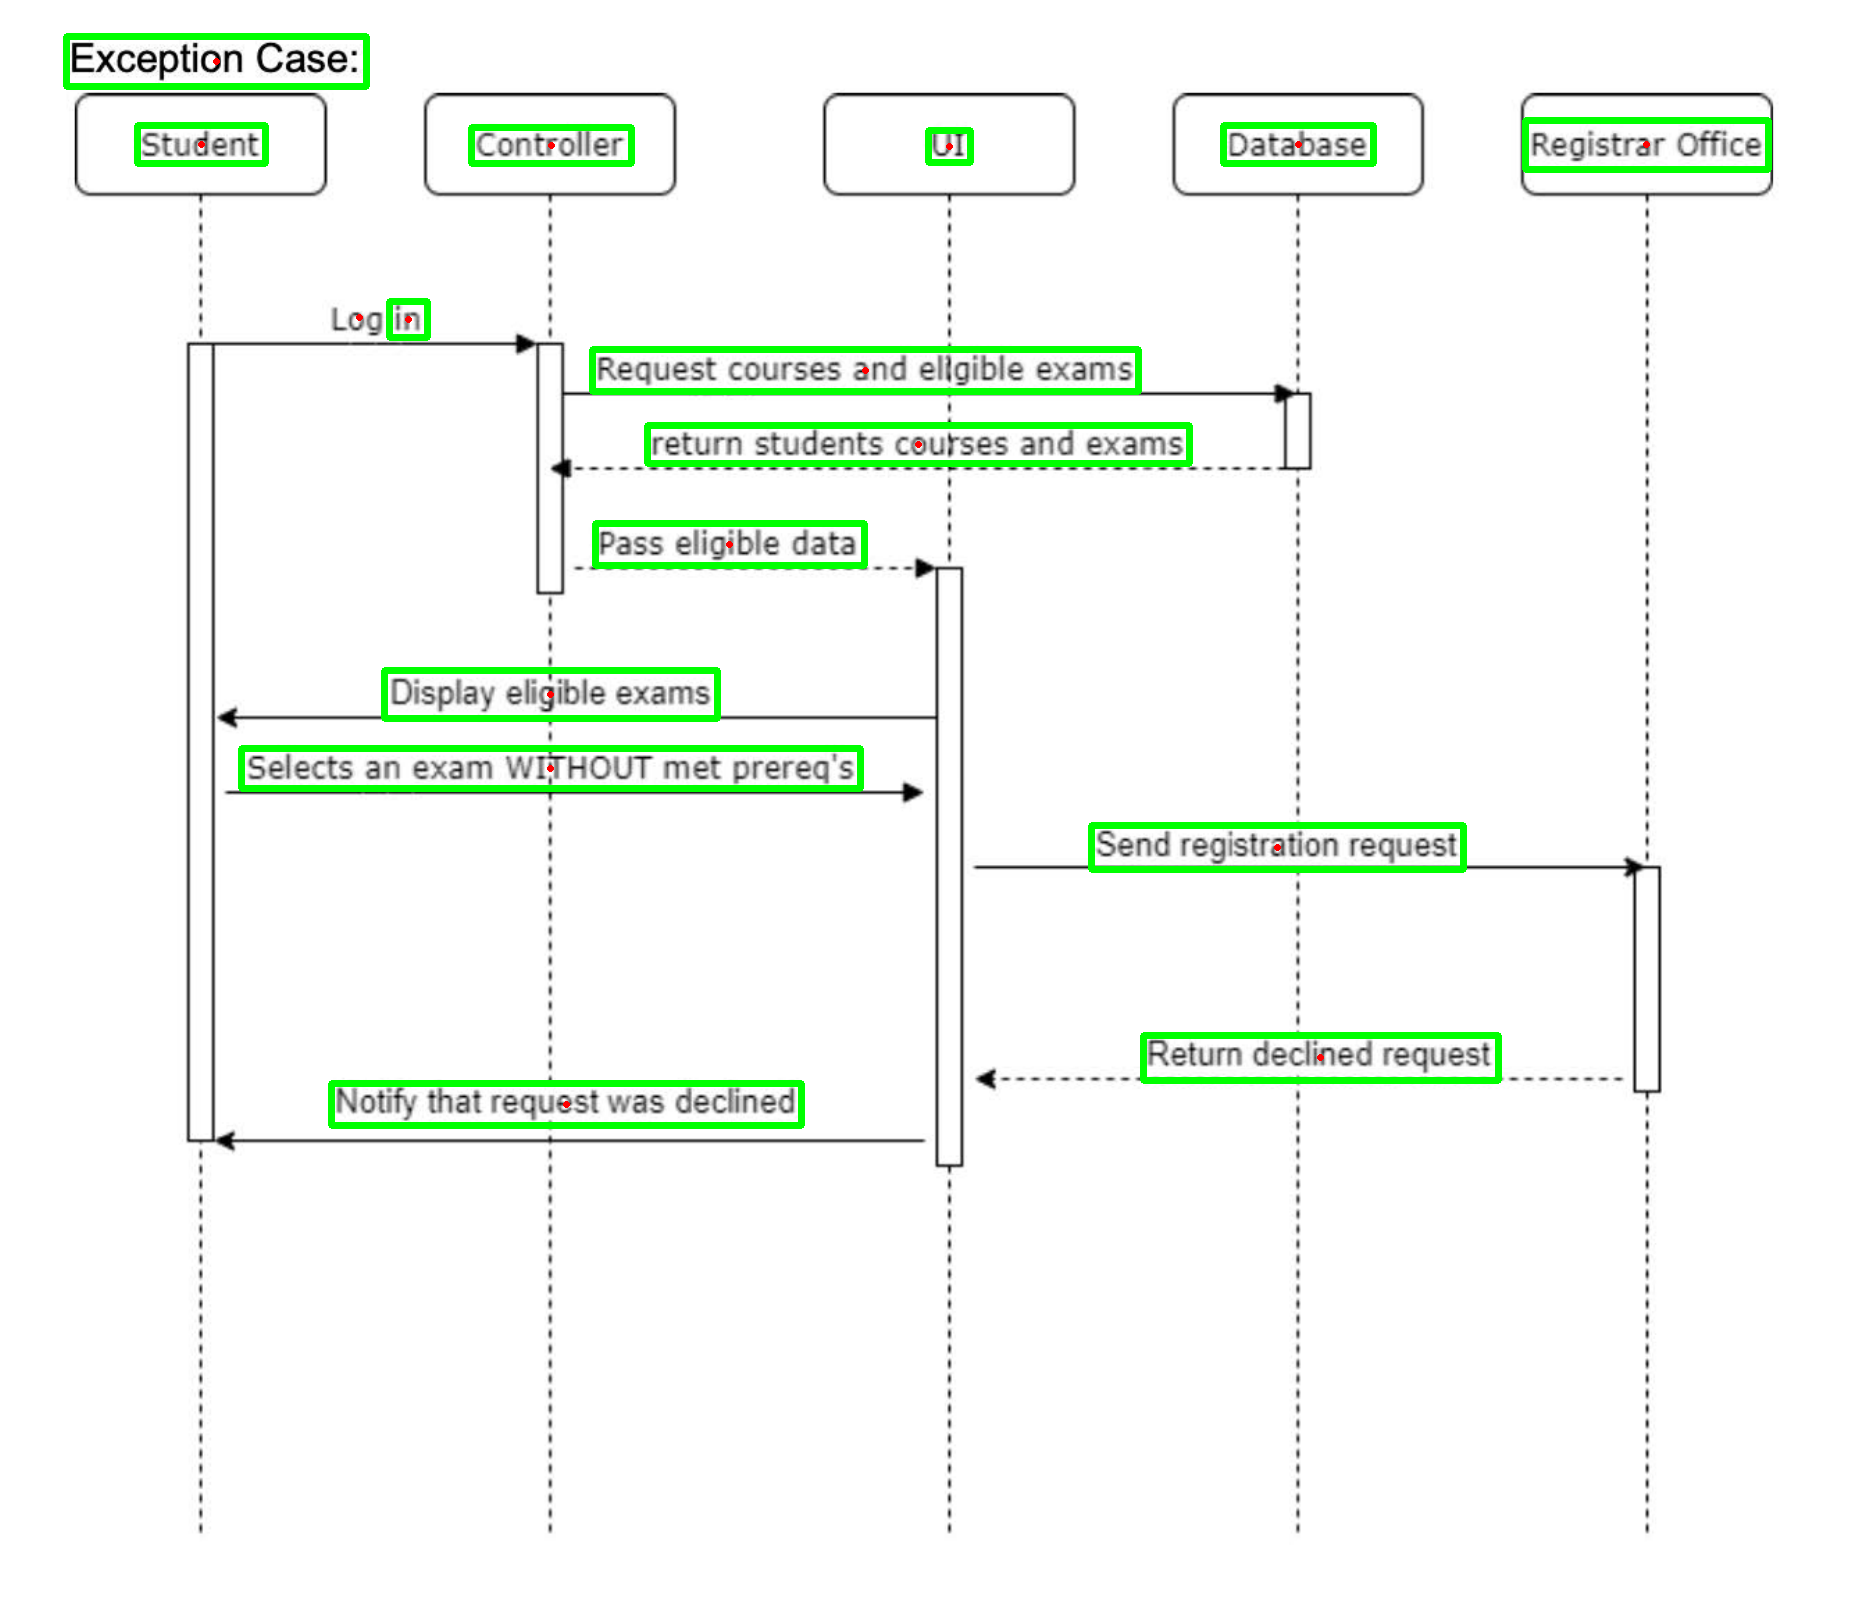 Exception Case:
Student
Controller
UI
Database
Registrar Office
Log in
Request courses and eligible exams
return students courses and exams
Pass eligible data
Display eligible exams
Selects an exam WITHOUT met prereq's
Send registration request
Return declined request
Notify that request was declined